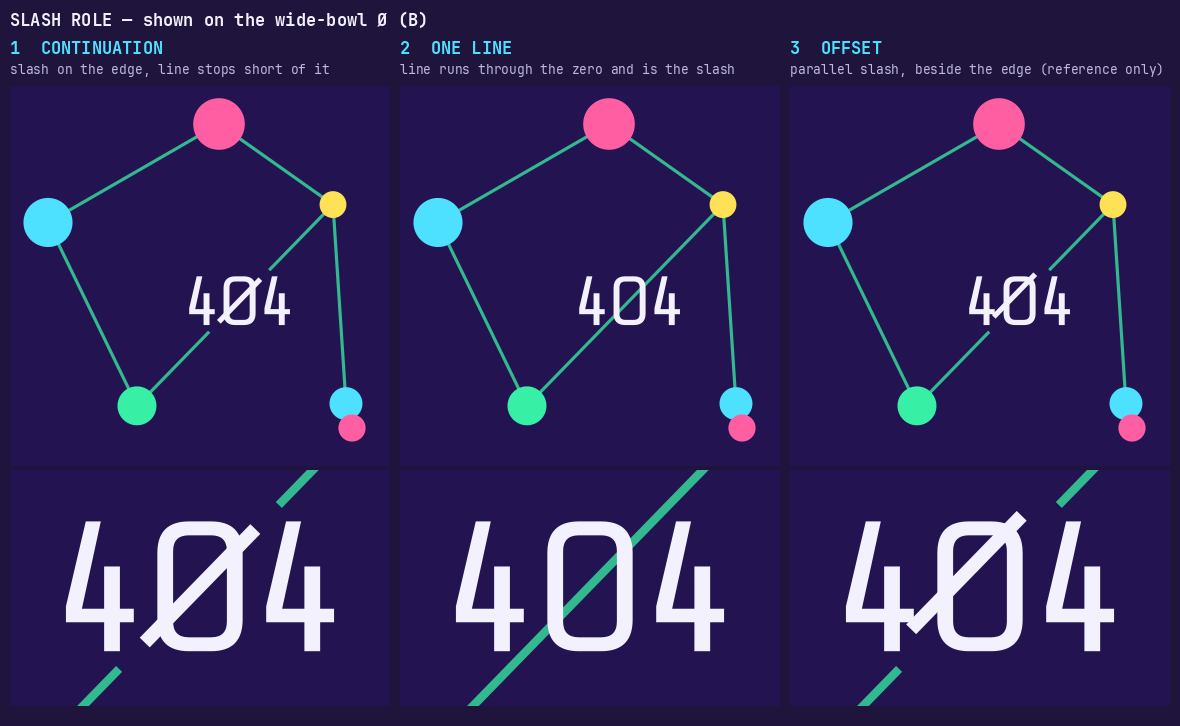 SLASH ROLE — shown on the wide-bowl Ø (B)
1 CONTINUATION
slash on the edge, line stops short of it
2 ONE LINE
line runs through the zero and is the slash
3 OFFSET
parallel slash, beside the edge (reference only)
4Ø4
404
4Ø4
4Ø4
404
4Ø4